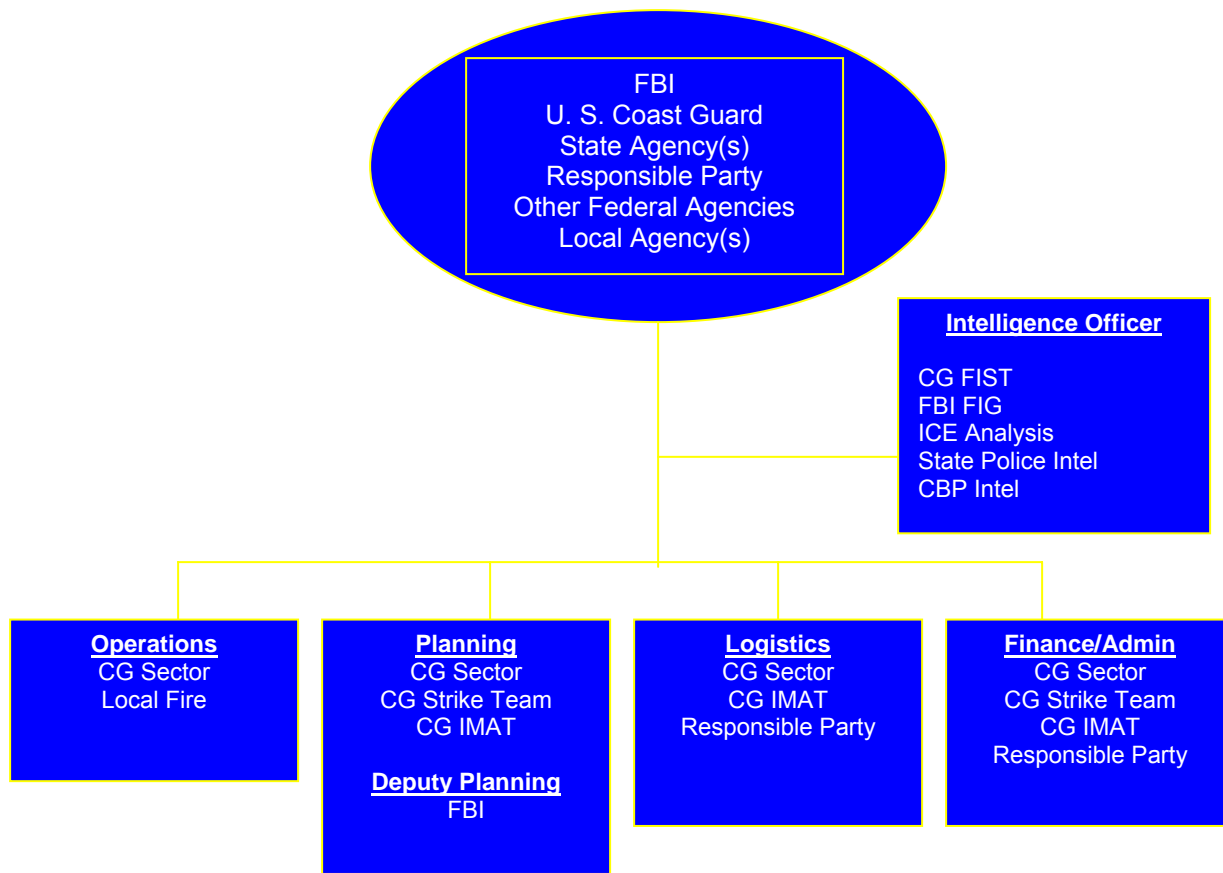 FBI
U. S. Coast Guard
State Agency(s)
Responsible Party
Other Federal Agencies
Local Agency(s)
Intelligence Officer
CG FIST
FBI FIG
ICE Analysis
State Police Intel
CBP Intel
Operations
CG Sector
Local Fire
Planning
CG Sector
CG Strike Team
CG IMAT
Deputy Planning
FBI
Logistics
CG Sector
CG IMAT
Responsible Party
Finance/Admin
CG Sector
CG Strike Team
CG IMAT
Responsible Party